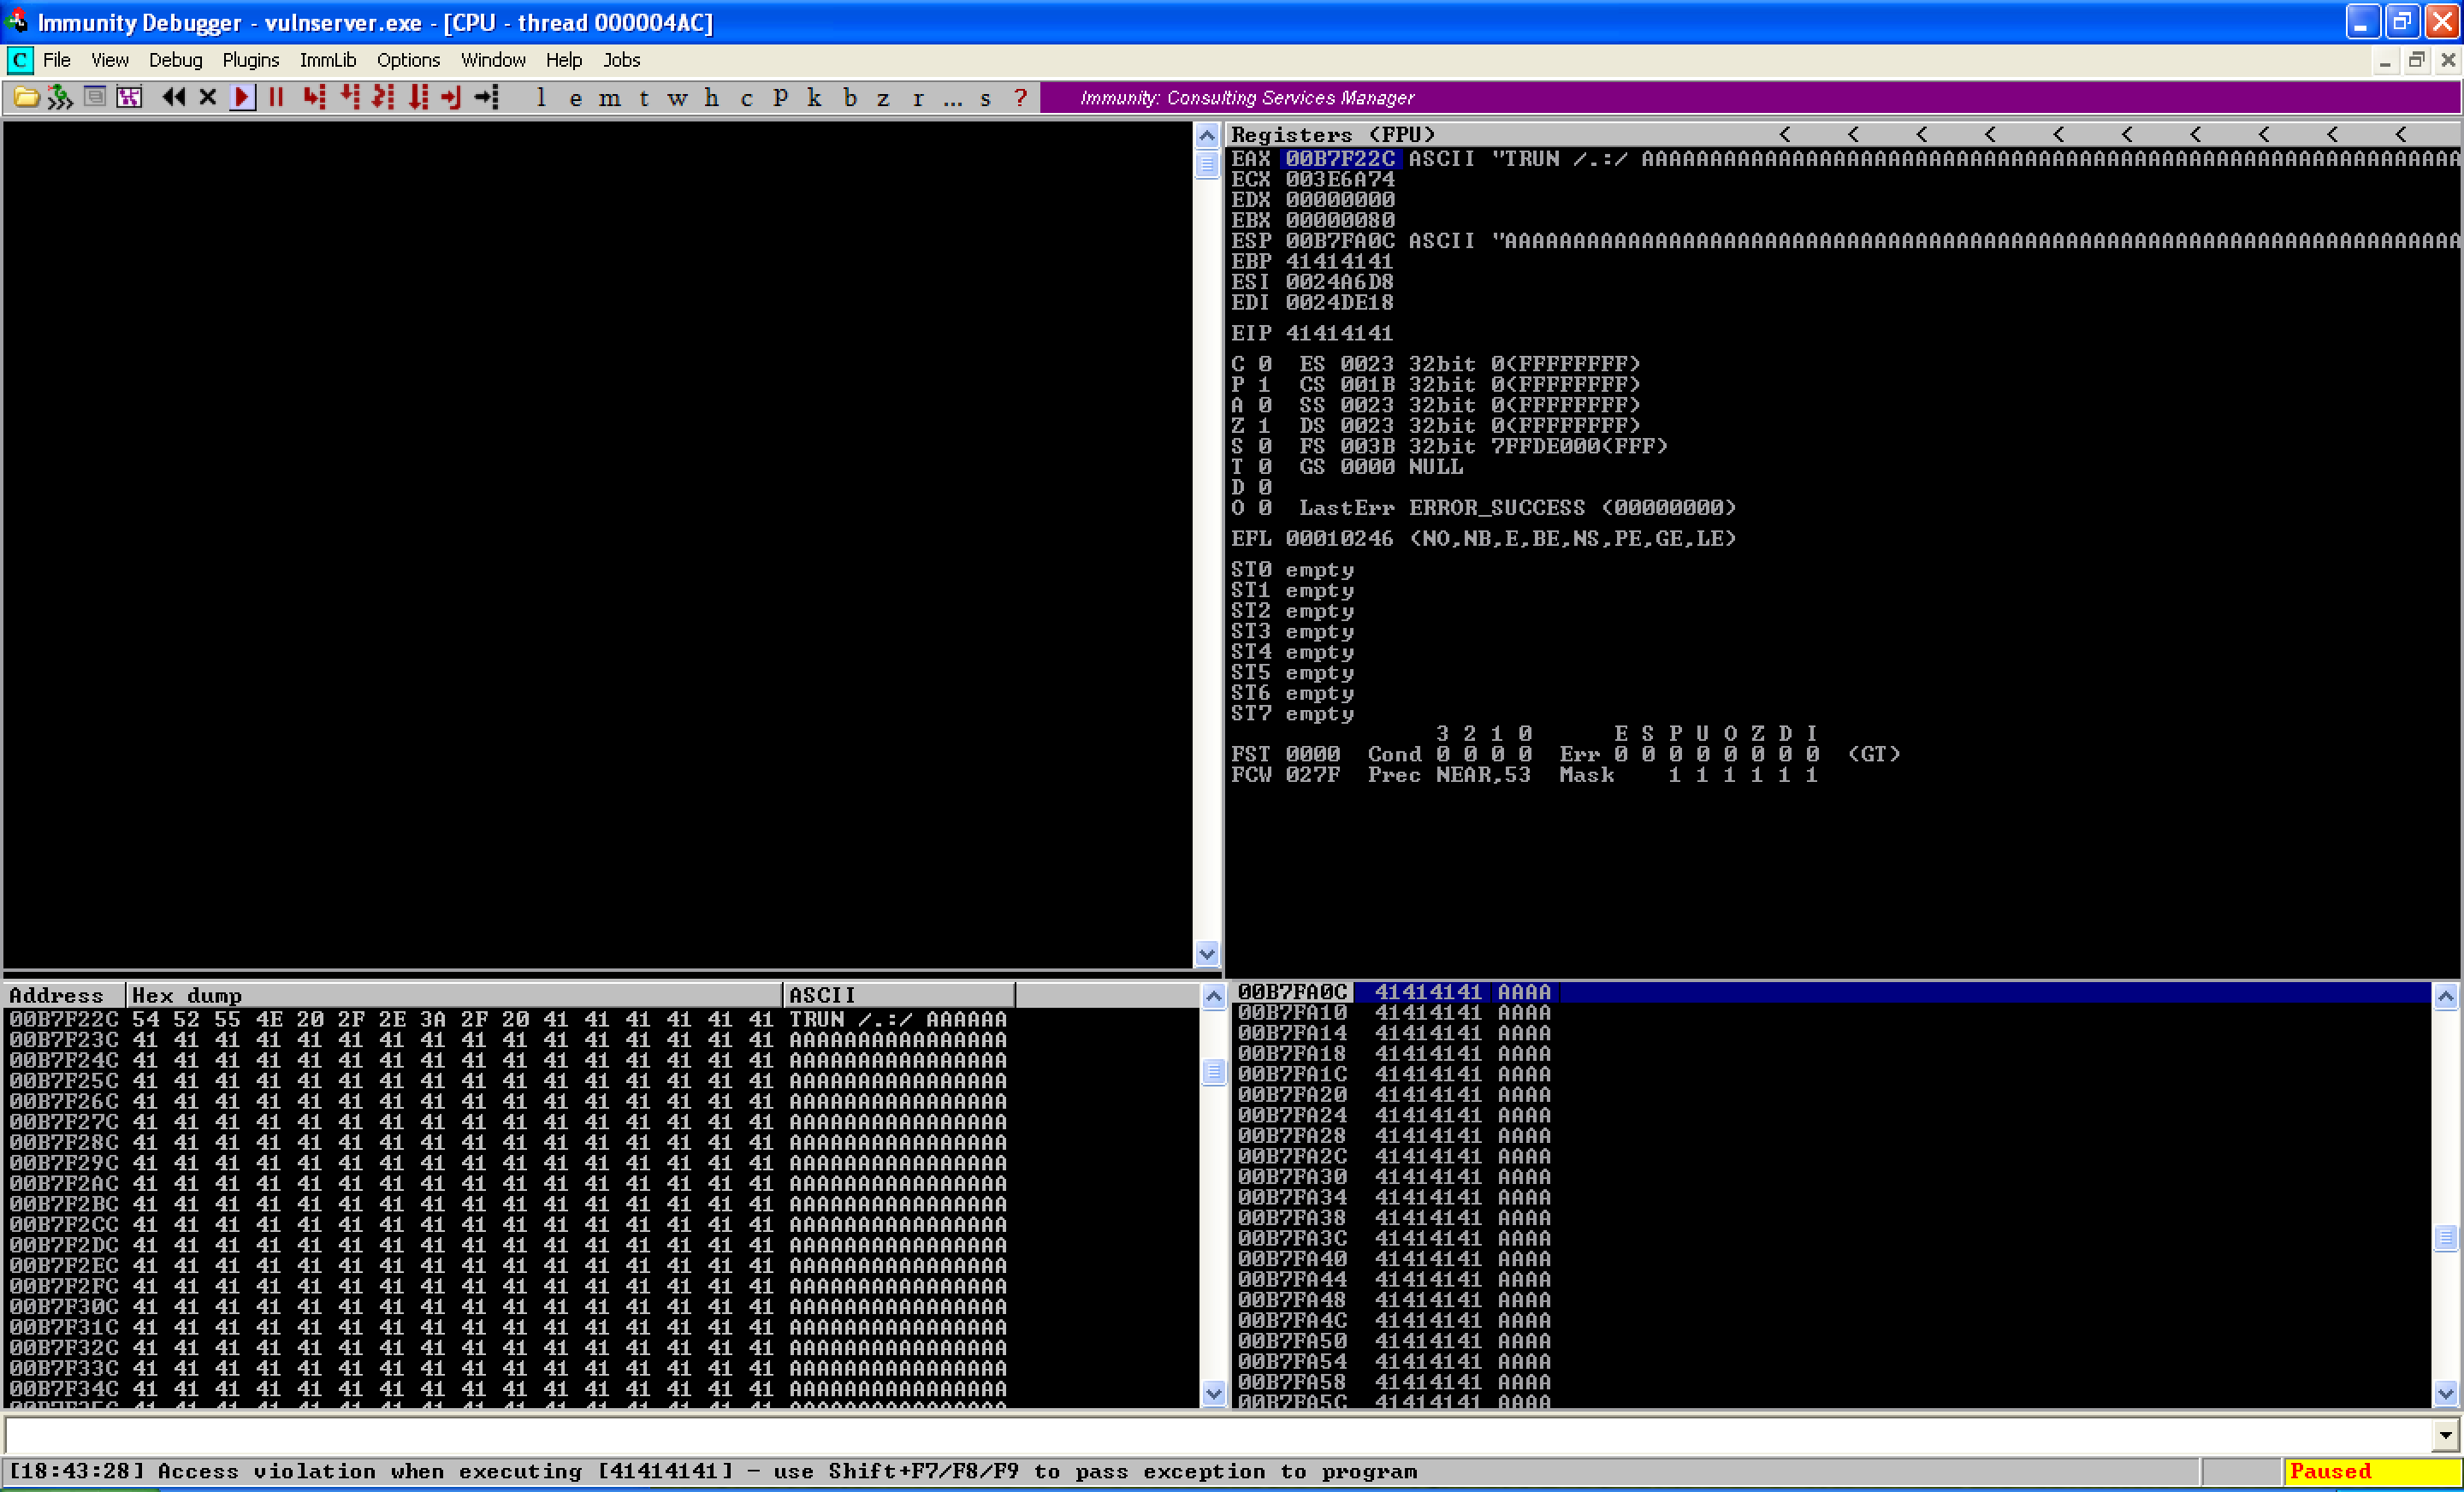 Immunity Debugger - vulnserver.exe - [CPU - thread 000004AC]
C File View Debug Plugins ImmLib Options Window Help Jobs
l e m t w h c P k b z r ... s ? Immunity: Consulting Services Manager
Registers (FPU) < < < < < < < < < <
EAX 00B7F22C ASCII "TRUN /.:/ AAAAAAAAAAAAAAAAAAAAAAAAAAAAAAAAAAAAAAAAAAAAAAAAAAAAAAAAAAAA
ECX 003E6A74
EDX 00000000
EBX 00000080
ESP 00B7FA0C ASCII "AAAAAAAAAAAAAAAAAAAAAAAAAAAAAAAAAAAAAAAAAAAAAAAAAAAAAAAAAAAAAAAAAAAAAA
EBP 41414141
ESI 0024A6D8
EDI 0024DE18
EIP 41414141
C 0 ES 0023 32bit 0(FFFFFFFF)
P 1 CS 001B 32bit 0(FFFFFFFF)
A 0 SS 0023 32bit 0(FFFFFFFF)
Z 1 DS 0023 32bit 0(FFFFFFFF)
S 0 FS 003B 32bit 7FFDE000(FFF)
T 0 GS 0000 NULL
D 0
O 0 LastErr ERROR_SUCCESS (00000000)
EFL 00010246 (NO,NB,E,BE,NS,PE,GE,LE)
ST0 empty
ST1 empty
ST2 empty
ST3 empty
ST4 empty
ST5 empty
ST6 empty
ST7 empty
3 2 1 0 E S P U O Z D I
FST 0000 Cond 0 0 0 0 Err 0 0 0 0 0 0 0 0 (GT)
FCW 027F Prec NEAR,53 Mask 1 1 1 1 1 1
Address Hex dump ASCII
00B7F22C 54 52 55 4E 20 2F 2E 3A 2F 20 41 41 41 41 41 41 TRUN /.:/ AAAAAA
00B7F23C 41 41 41 41 41 41 41 41 41 41 41 41 41 41 41 41 AAAAAAAAAAAAAAAA
00B7F24C 41 41 41 41 41 41 41 41 41 41 41 41 41 41 41 41 AAAAAAAAAAAAAAAA
00B7F25C 41 41 41 41 41 41 41 41 41 41 41 41 41 41 41 41 AAAAAAAAAAAAAAAA
00B7F26C 41 41 41 41 41 41 41 41 41 41 41 41 41 41 41 41 AAAAAAAAAAAAAAAA
00B7F27C 41 41 41 41 41 41 41 41 41 41 41 41 41 41 41 41 AAAAAAAAAAAAAAAA
00B7F28C 41 41 41 41 41 41 41 41 41 41 41 41 41 41 41 41 AAAAAAAAAAAAAAAA
00B7F29C 41 41 41 41 41 41 41 41 41 41 41 41 41 41 41 41 AAAAAAAAAAAAAAAA
00B7F2AC 41 41 41 41 41 41 41 41 41 41 41 41 41 41 41 41 AAAAAAAAAAAAAAAA
00B7F2BC 41 41 41 41 41 41 41 41 41 41 41 41 41 41 41 41 AAAAAAAAAAAAAAAA
00B7F2CC 41 41 41 41 41 41 41 41 41 41 41 41 41 41 41 41 AAAAAAAAAAAAAAAA
00B7F2DC 41 41 41 41 41 41 41 41 41 41 41 41 41 41 41 41 AAAAAAAAAAAAAAAA
00B7F2EC 41 41 41 41 41 41 41 41 41 41 41 41 41 41 41 41 AAAAAAAAAAAAAAAA
00B7F2FC 41 41 41 41 41 41 41 41 41 41 41 41 41 41 41 41 AAAAAAAAAAAAAAAA
00B7F30C 41 41 41 41 41 41 41 41 41 41 41 41 41 41 41 41 AAAAAAAAAAAAAAAA
00B7F31C 41 41 41 41 41 41 41 41 41 41 41 41 41 41 41 41 AAAAAAAAAAAAAAAA
00B7F32C 41 41 41 41 41 41 41 41 41 41 41 41 41 41 41 41 AAAAAAAAAAAAAAAA
00B7F33C 41 41 41 41 41 41 41 41 41 41 41 41 41 41 41 41 AAAAAAAAAAAAAAAA
00B7F34C 41 41 41 41 41 41 41 41 41 41 41 41 41 41 41 41 AAAAAAAAAAAAAAAA
00B7F35C 41 41 41 41 41 41 41 41 41 41 41 41 41 41 41 41 AAAAAAAAAAAAAAAA
00B7FA0C 41414141 AAAA
00B7FA10 41414141 AAAA
00B7FA14 41414141 AAAA
00B7FA18 41414141 AAAA
00B7FA1C 41414141 AAAA
00B7FA20 41414141 AAAA
00B7FA24 41414141 AAAA
00B7FA28 41414141 AAAA
00B7FA2C 41414141 AAAA
00B7FA30 41414141 AAAA
00B7FA34 41414141 AAAA
00B7FA38 41414141 AAAA
00B7FA3C 41414141 AAAA
00B7FA40 41414141 AAAA
00B7FA44 41414141 AAAA
00B7FA48 41414141 AAAA
00B7FA4C 41414141 AAAA
00B7FA50 41414141 AAAA
00B7FA54 41414141 AAAA
00B7FA58 41414141 AAAA
00B7FA5C 41414141 AAAA
[18:43:28] Access violation when executing [41414141] - use Shift+F7/F8/F9 to pass exception to program
Paused